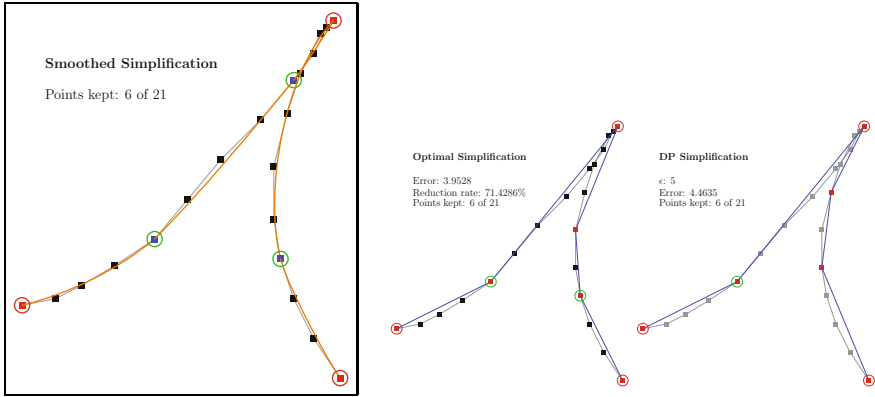 Smoothed Simplification
Points kept: 6 of 21
Optimal Simplification
Error: 3.9528
Reduction rate: 71.4286%
Points kept: 6 of 21
DP Simplification
ϵ: 5
Error: 4.4635
Points kept: 6 of 21